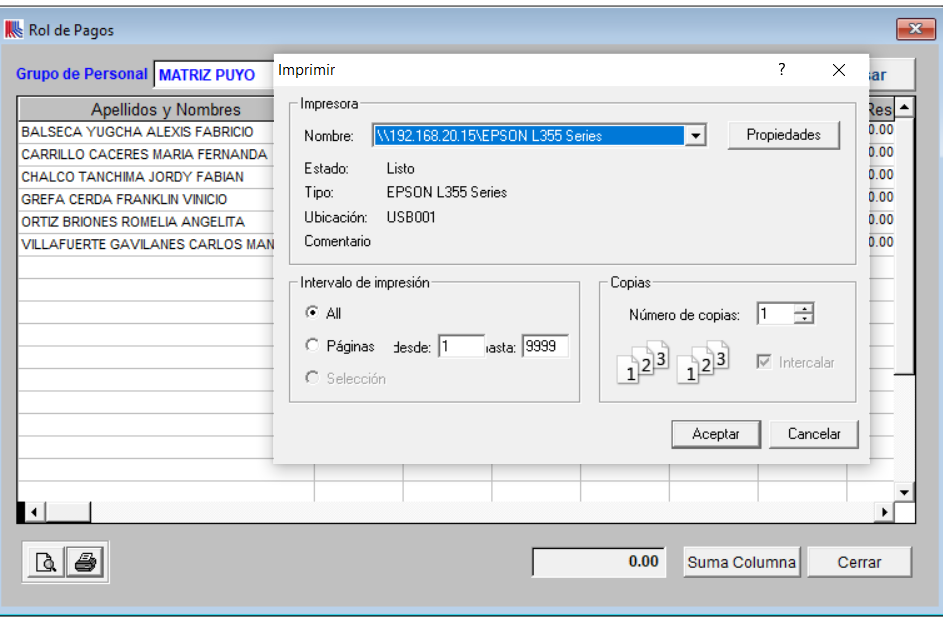 Rol de Pagos
Grupo de Personal MATRIZ PUYO
Apellidos y Nombres
BALSECA YUGCHA ALEXIS FABRICIO
CARRILLO CACERES MARIA FERNANDA
CHALCO TANCHIMA JORDY FABIAN
GREFA CERDA FRANKLIN VINICIO
ORTIZ BRIONES ROMELIA ANGELITA
VILLAFUERTE GAVILANES CARLOS MAN
Imprimir ?
Impresora
Nombre: \\192.168.20.15\EPSON L355 Series Propiedades
Estado: Listo
Tipo: EPSON L355 Series
Ubicación: USB001
Comentario
Intervalo de impresión
All
Páginas desde: 1 hasta: 9999
Selección
Copias
Número de copias: 1
1 2 3 1 2 3 Intercalar
Aceptar Cancelar
sar
Res
0.00
0.00
0.00
0.00
0.00
0.00
0.00 Suma Columna Cerrar